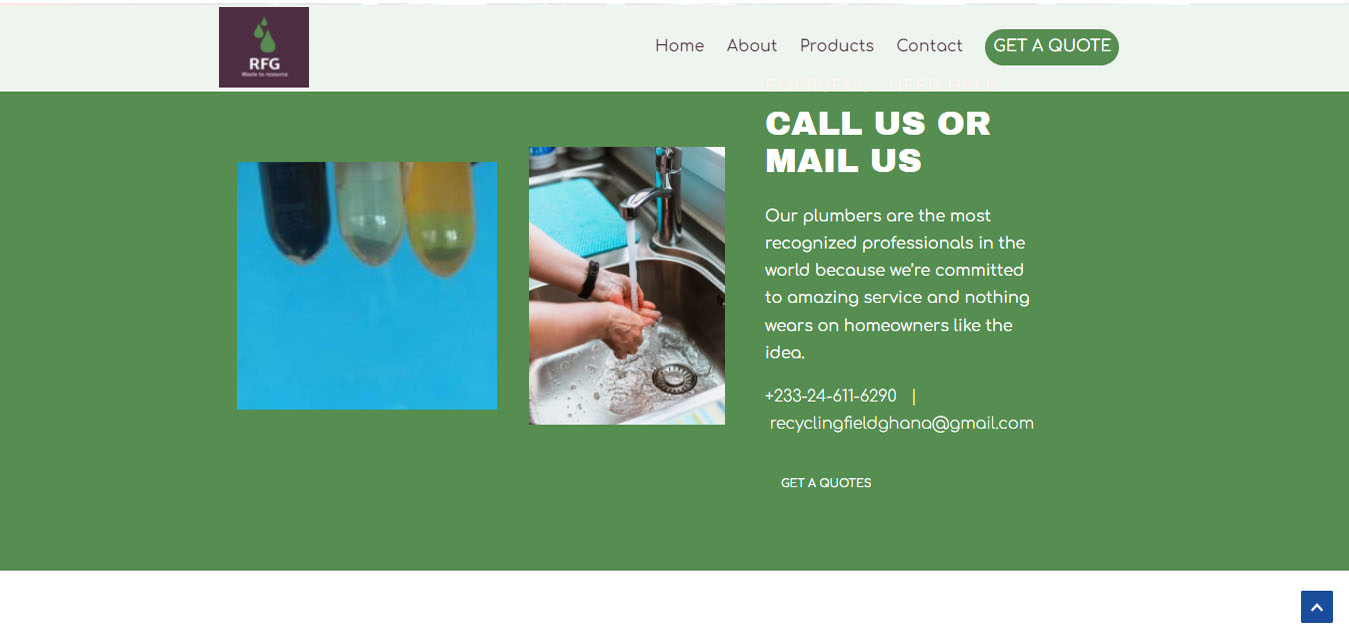 RFG
Waste to resource
Home About Products Contact GET A QUOTE
EMERGENCY NEED HELP!
CALL US OR
MAIL US
Our plumbers are the most
recognized professionals in the
world because we're committed
to amazing service and nothing
wears on homeowners like the
idea.
+233-24-611-6290 |
recyclingfieldghana@gmail.com
GET A QUOTES